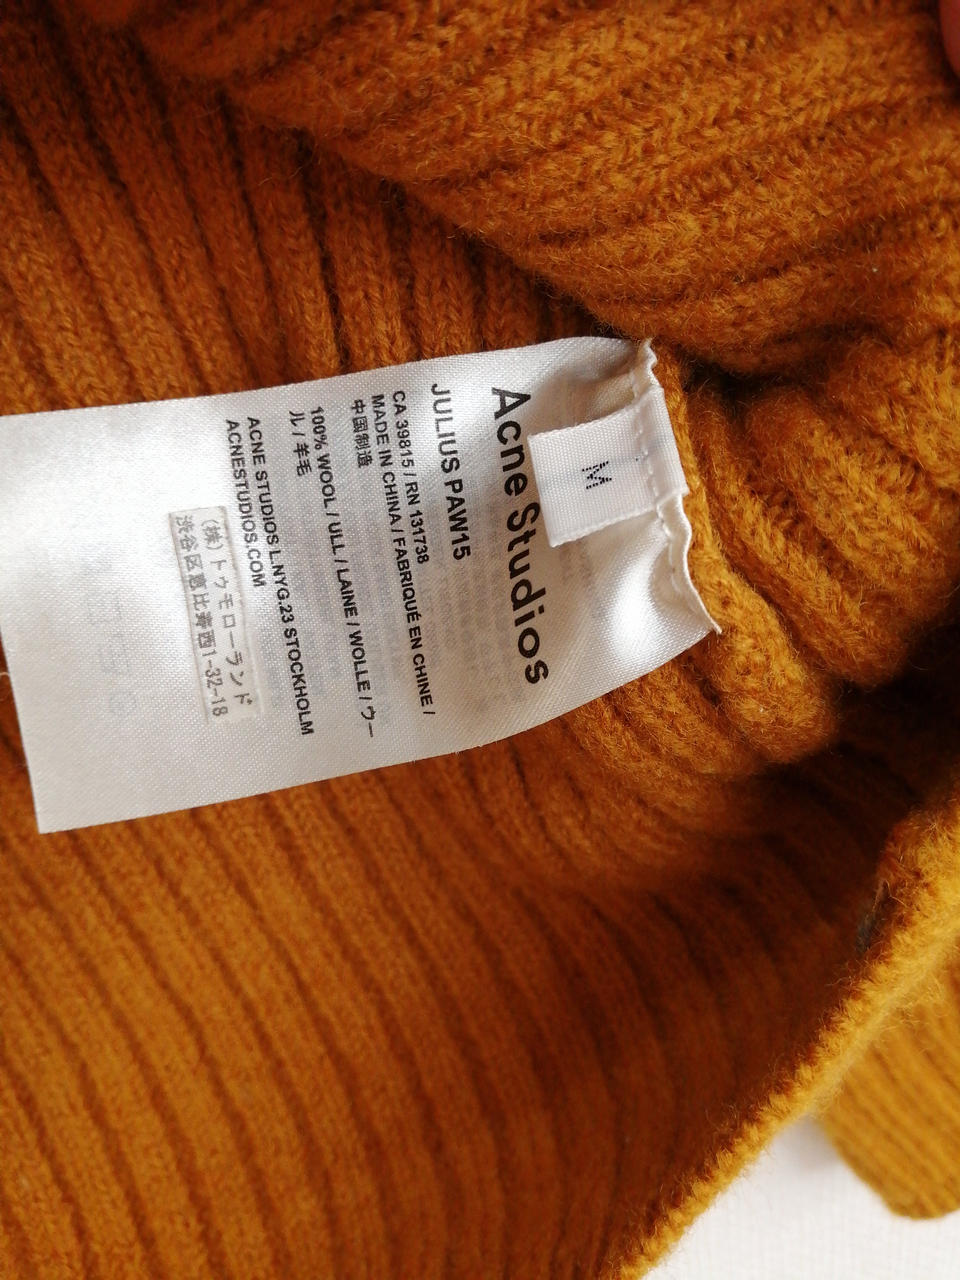 M
Acne Studios
JULIUS PAW15
CA 39815 / RN 131738
MADE IN CHINA / FABRIQUÉ EN CHINE /
中国制造
100% WOOL / ULL / LAINE / WOLLE / ウー
ル / 羊毛
ACNE STUDIOS L.NYG.23 STOCKHOLM
ACNESTUDIOS.COM
(株)トゥモローランド
渋谷区恵比寿西1-32-18